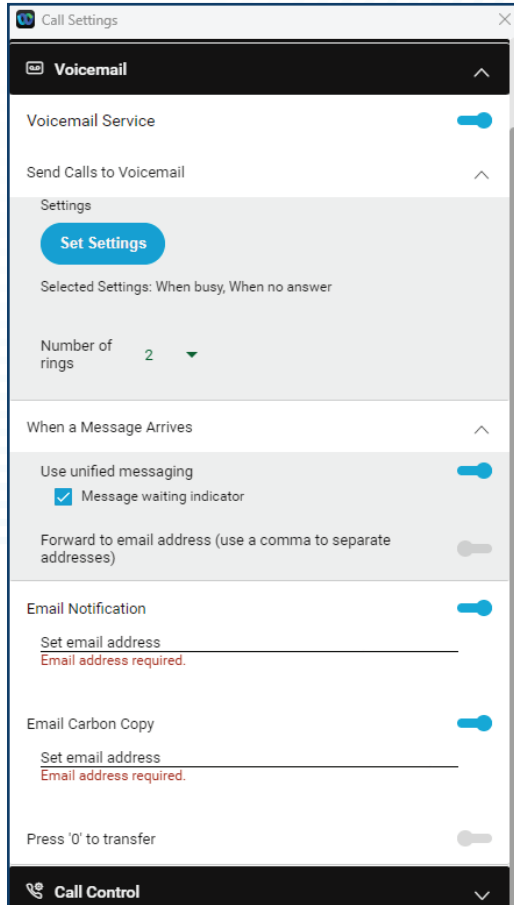 Call Settings
Voicemail
Voicemail Service
Send Calls to Voicemail
Settings
Set Settings
Selected Settings: When busy, When no answer
Number of
rings
2
When a Message Arrives
Use unified messaging
Message waiting indicator
Forward to email address (use a comma to separate
addresses)
Email Notification
Set email address
Email address required.
Email Carbon Copy
Set email address
Email address required.
Press '0' to transfer
Call Control